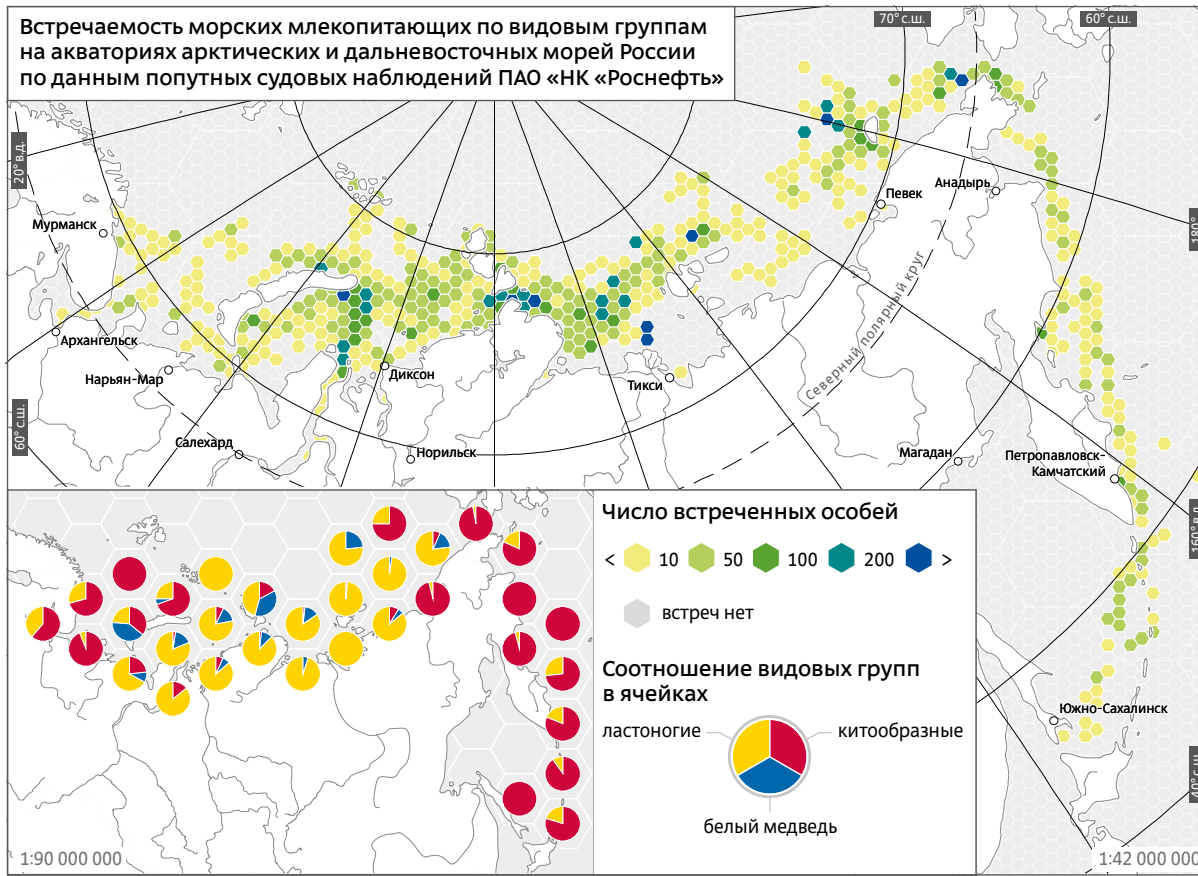 Встречаемость морских млекопитающих по видовым группам
на акваториях арктических и дальневосточных морей России
по данным попутных судовых наблюдений ПАО «НК «Роснефть»
70° с.ш.
60° с.ш.
20° в.д.
Мурманск
Архангельск
Нарьян-Мар
Салехард
Диксон
Норильск
Тикси
Певек
Анадырь
180°
Северный полярный круг
Магадан
Петропавловск-
Камчатский
160° в.д.
60° с.ш.
Южно-Сахалинск
40° с.ш.
Число встреченных особей
< 10 50 100 200 >
встреч нет
Соотношение видовых групп
в ячейках
ластоногие
китообразные
белый медведь
1:90 000 000
1:42 000 000